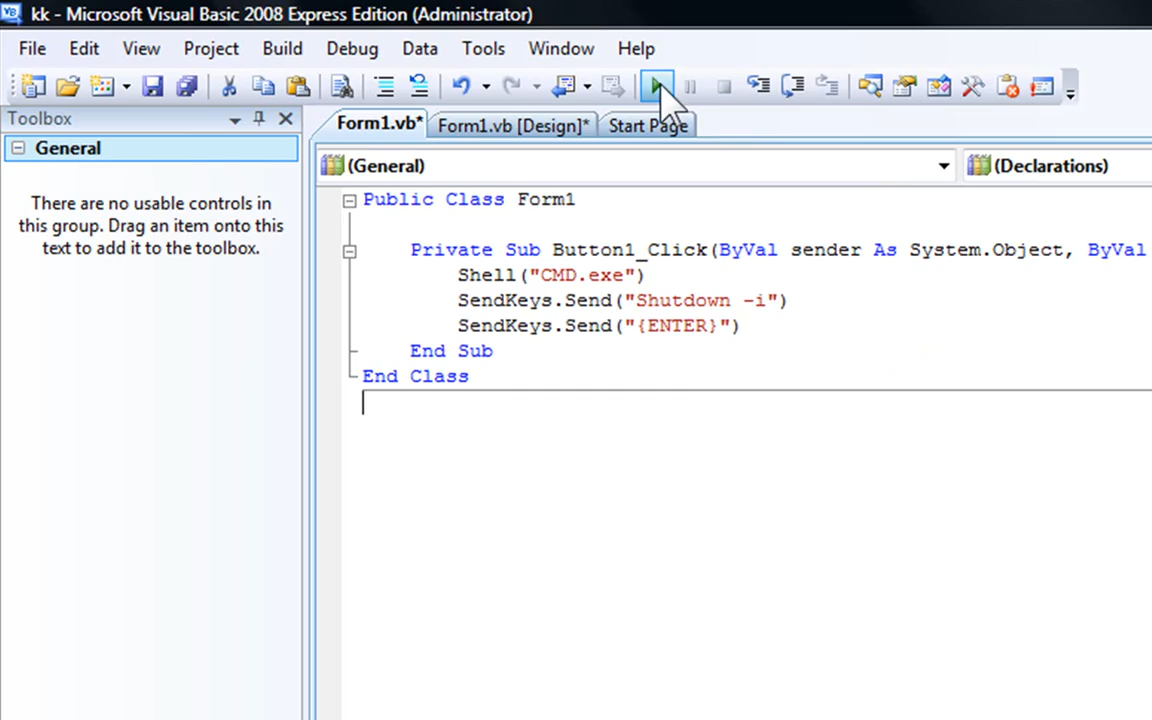 kk - Microsoft Visual Basic 2008 Express Edition (Administrator)
File Edit View Project Build Debug Data Tools Window Help
Toolbox
Form1.vb* Form1.vb [Design]* Start Page
General
(General) (Declarations)
There are no usable controls in
this group. Drag an item onto this
text to add it to the toolbox.
Public Class Form1
Private Sub Button1_Click(ByVal sender As System.Object, ByVal
Shell("CMD.exe")
SendKeys.Send("Shutdown -i")
SendKeys.Send("{ENTER}")
End Sub
End Class